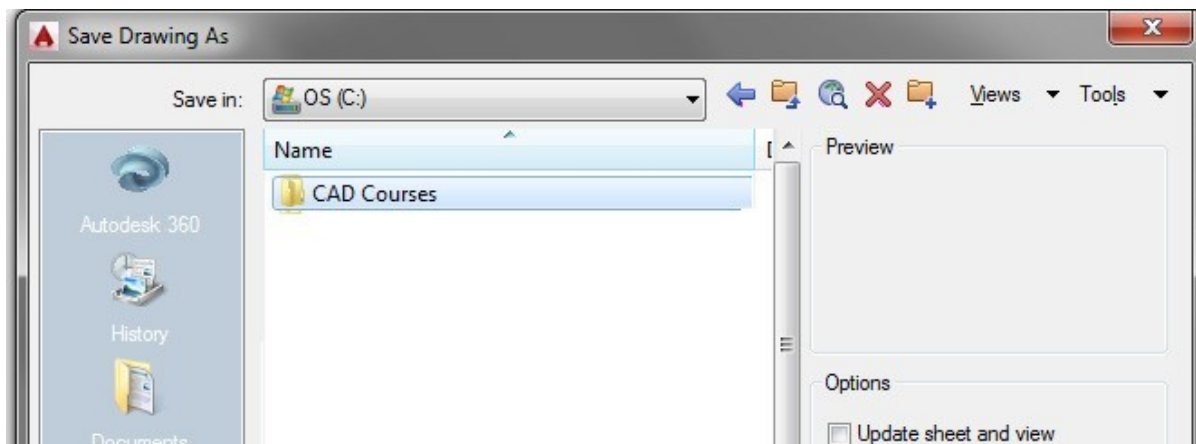 Save Drawing As
X
Save in: OS (C:) Views Tools
Name
Preview
CAD Courses
Autodesk 360
History
Options
Update sheet and view
Documents